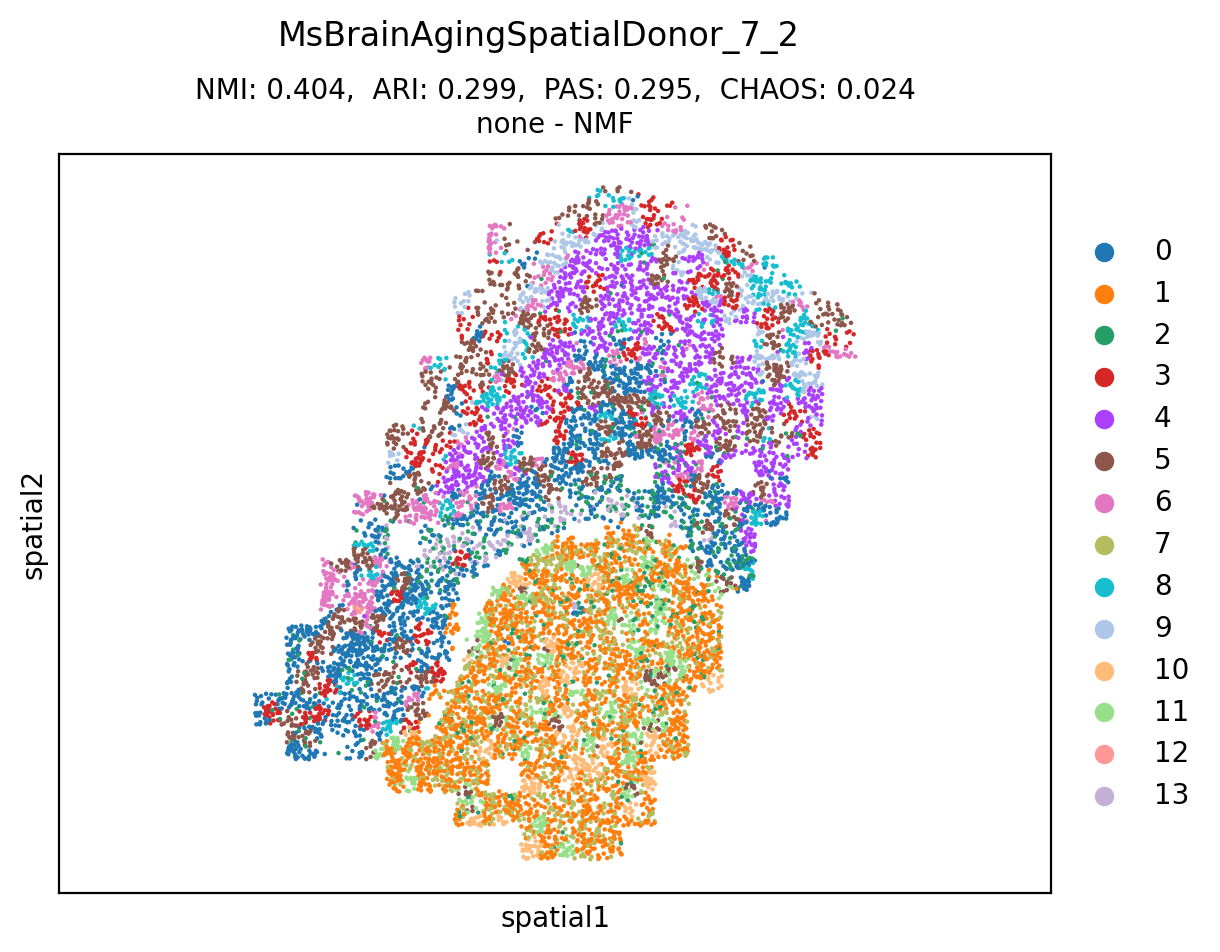 MsBrainAgingSpatialDonor_7_2
NMI: 0.404,  ARI: 0.299,  PAS: 0.295,  CHAOS: 0.024
none - NMF
0
1
2
3
4
5
6
7
8
9
10
11
12
13
spatial2
spatial1